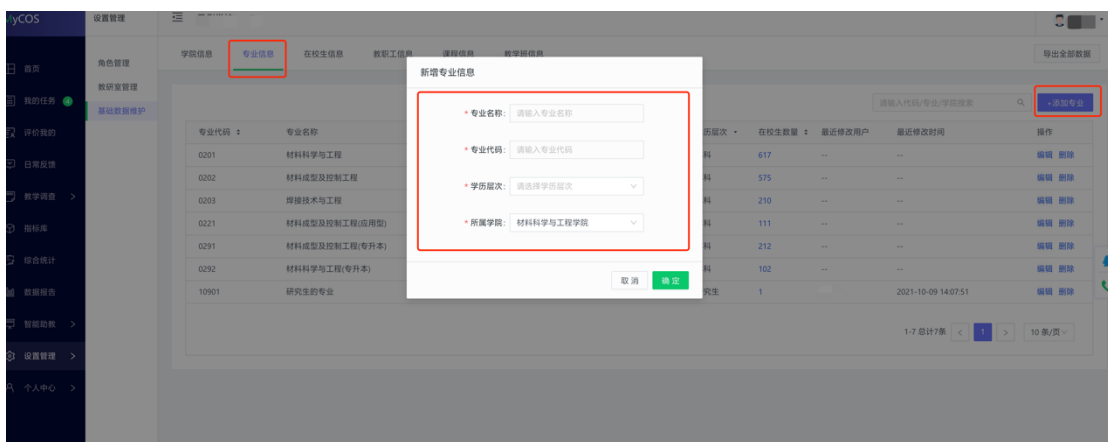 MyCOS 设置管理
首页 角色管理
教研室管理
我的任务 4
基础数据维护
评价我的
日常反馈
教学调查 >
指标库
综合统计
数据报告
智能助教 >
设置管理 >
个人中心 >
学院信息 专业信息 在校生信息 教职工信息 课程信息 教学班信息 导出全部数据
请输入代码/专业/学院搜索 +添加专业
专业代码 专业名称 历层次 在校生数量 最近修改用户 最近修改时间 操作
0201 材料科学与工程 科 617 -- -- 编辑 删除
0202 材料成型及控制工程 科 575 -- -- 编辑 删除
0203 焊接技术与工程 科 210 -- -- 编辑 删除
0221 材料成型及控制工程(应用型) 科 111 -- -- 编辑 删除
0291 材料成型及控制工程(专升本) 科 212 -- -- 编辑 删除
0292 材料科学与工程(专升本) 科 102 -- -- 编辑 删除
10901 研究生的专业 究生 1 2021-10-09 14:07:51 编辑 删除
1-7 总计7条 < 1 > 10 条/页
新增专业信息
* 专业名称: 请输入专业名称
* 专业代码: 请输入专业代码
* 学历层次: 请选择学历层次
* 所属学院: 材料科学与工程学院
取 消 确 定